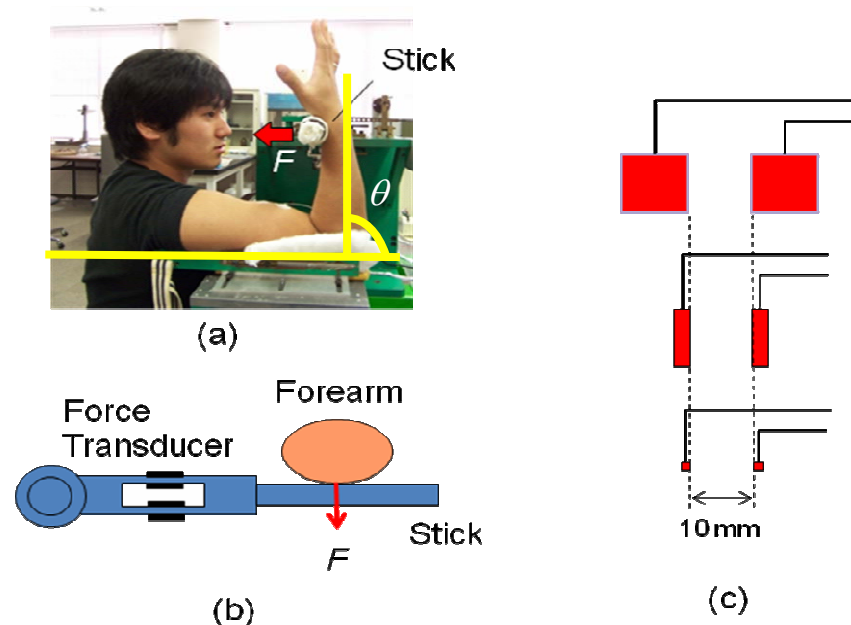 Stick
F
θ
(a)
Force
Transducer
Forearm
F
Stick
(b)
10mm
(c)